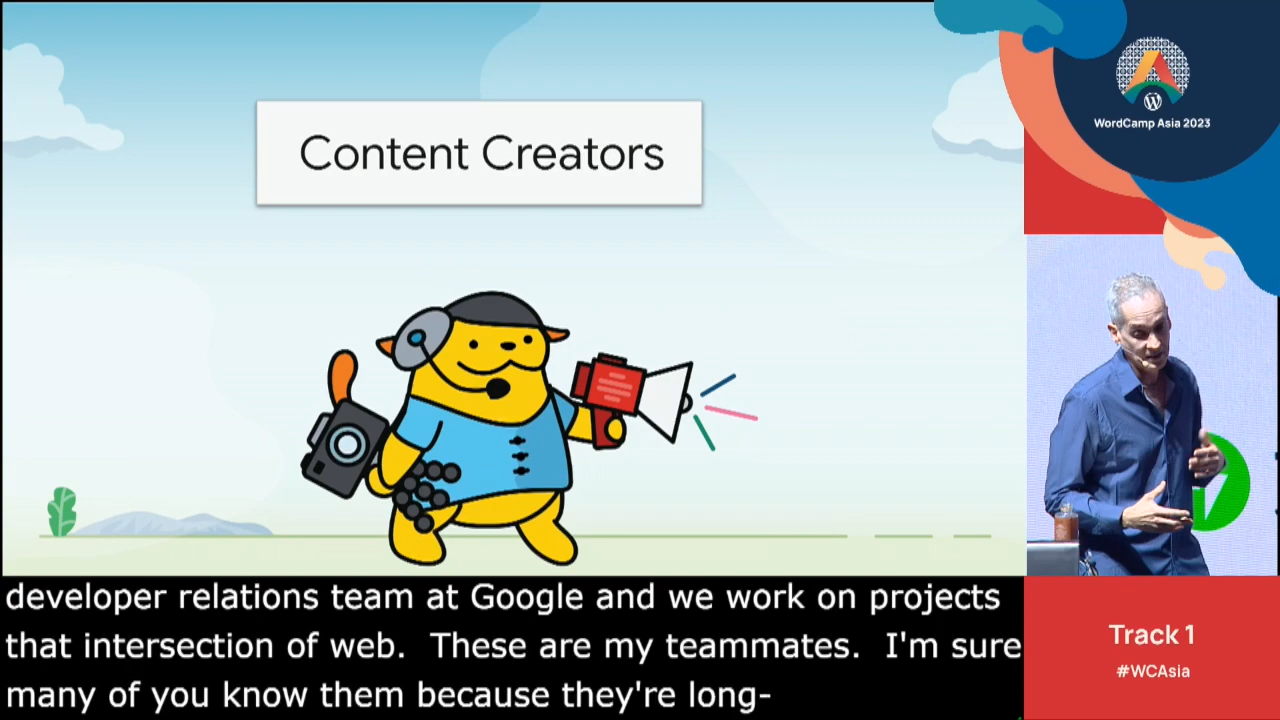 Content Creators
WordCamp Asia 2023
developer relations team at Google and we work on projects
that intersection of web.  These are my teammates.  I'm sure
many of you know them because they're long-
Track 1
#WCAsia